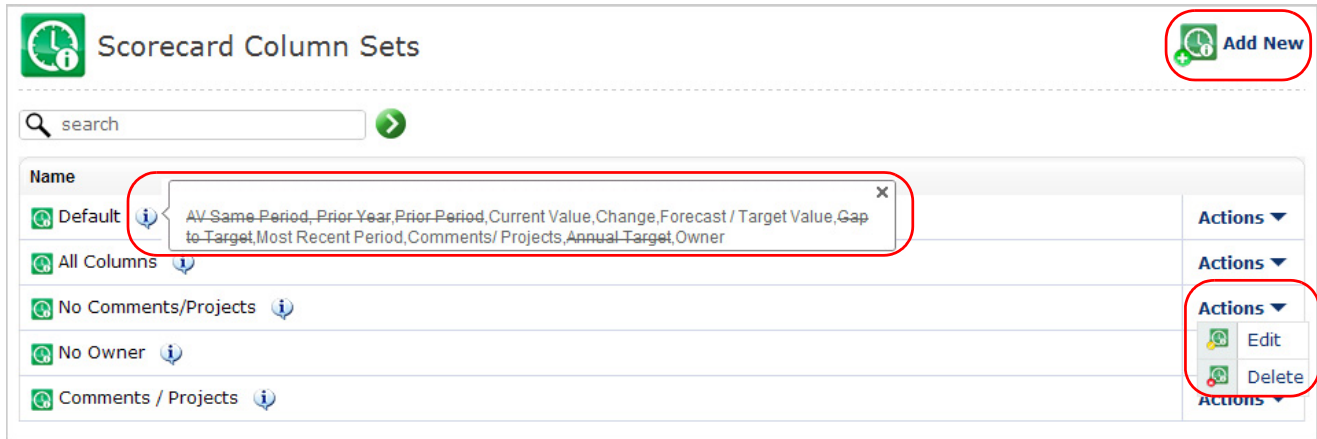 Scorecard Column Sets
Add New
search
Name
Default
AV Same Period, Prior Year,Prior Period,Current Value,Change,Forecast / Target Value,Gap
to Target,Most Recent Period,Comments/ Projects,Annual Target,Owner
Actions
All Columns
Actions
No Comments/Projects
Actions
Edit
Delete
No Owner
Comments / Projects
Actions